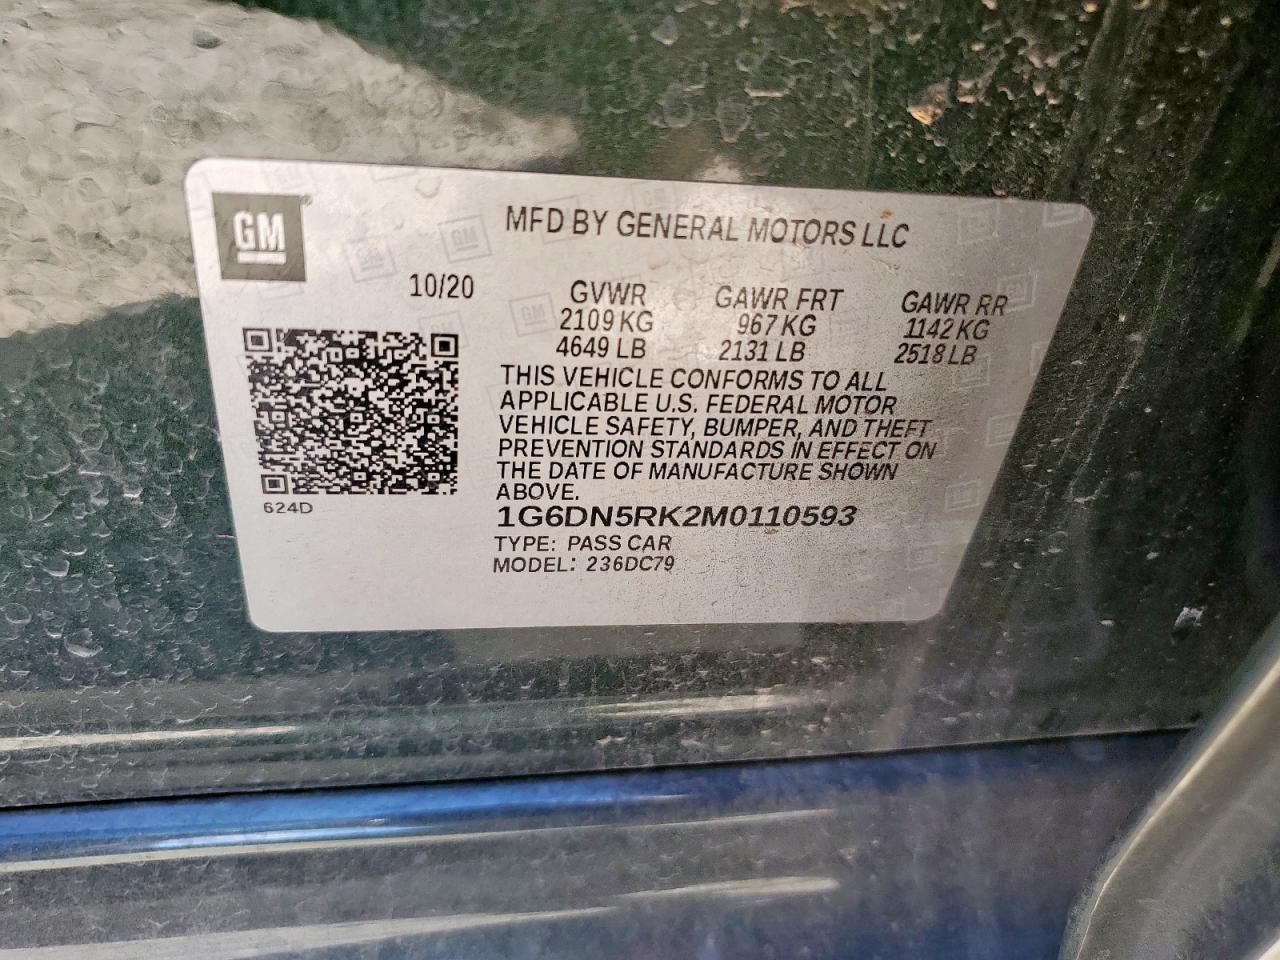 GM
MFD BY GENERAL MOTORS LLC
10/20
GVWR GAWR FRT GAWR RR
2109 KG 967 KG 1142 KG
4649 LB 2131 LB 2518 LB
THIS VEHICLE CONFORMS TO ALL
APPLICABLE U.S. FEDERAL MOTOR
VEHICLE SAFETY, BUMPER, AND THEFT
PREVENTION STANDARDS IN EFFECT ON
THE DATE OF MANUFACTURE SHOWN
ABOVE.
624D
1G6DN5RK2M0110593
TYPE: PASS CAR
MODEL: 236DC79